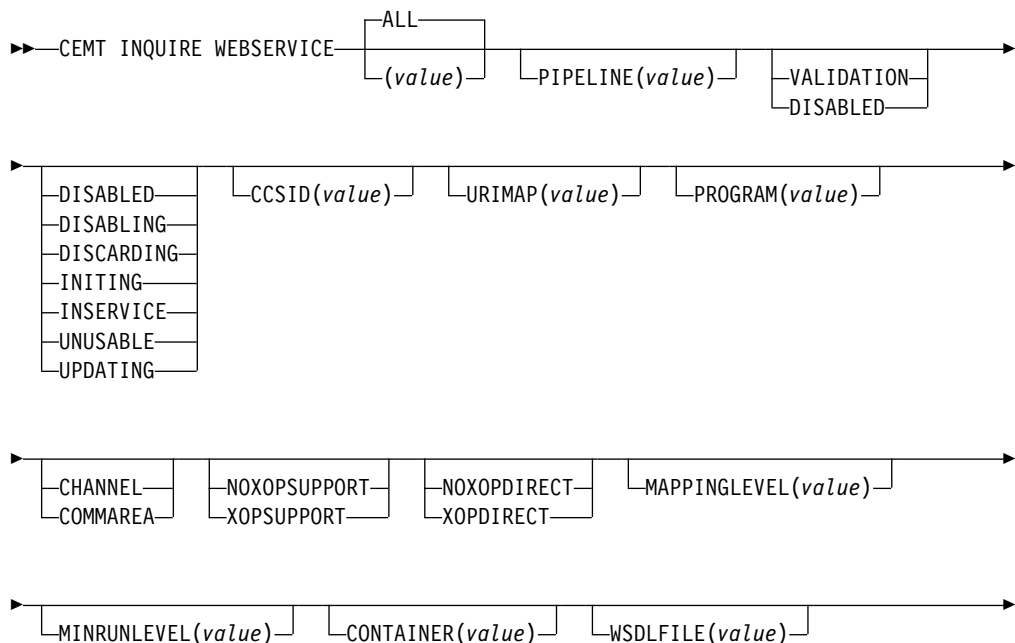 ALL
CEMT INQUIRE WEBSERVICE
(value) PIPELINE(value) VALIDATION
DISABLED
DISABLED CCSID(value) URIMAP(value) PROGRAM(value)
DISABLING
DISCARDING
INITING
INSERVICE
UNUSABLE
UPDATING
CHANNEL NOXOPSUPPORT NOXOPDIRECT MAPPINGLEVEL(value)
COMMAREA XOPSUPPORT XOPDIRECT
MINRUNLEVEL(value) CONTAINER(value) WSDLFILE(value)